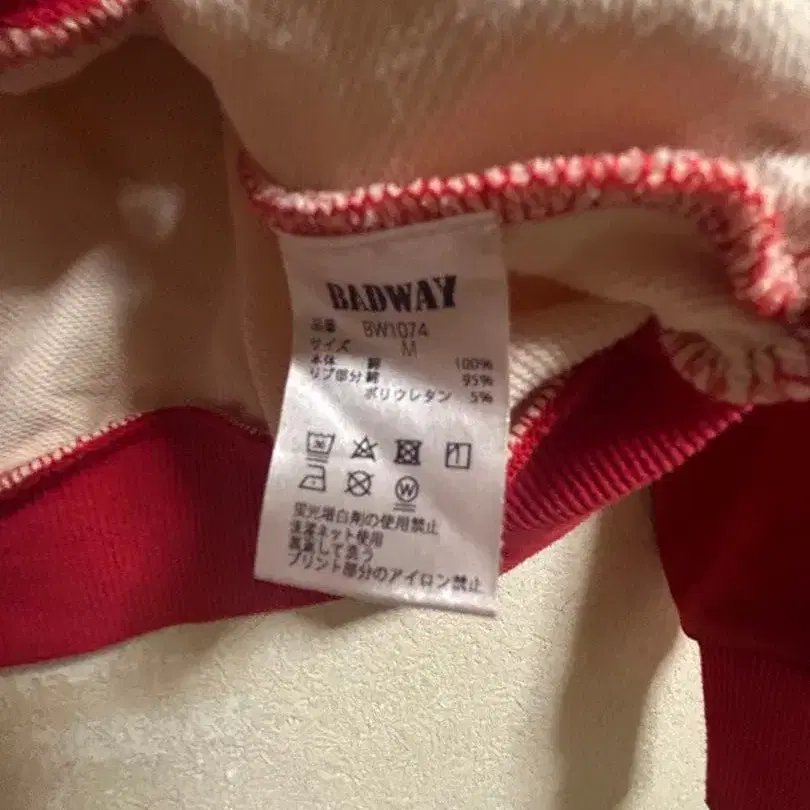 BADWAY
品番 BW1074
サイズ M
本体 綿 100%
リブ部分 綿 95%
ポリウレタン 5%
30
W
蛍光増白剤の使用禁止
洗濯ネット使用
裏返して洗う
プリント部分のアイロン禁止